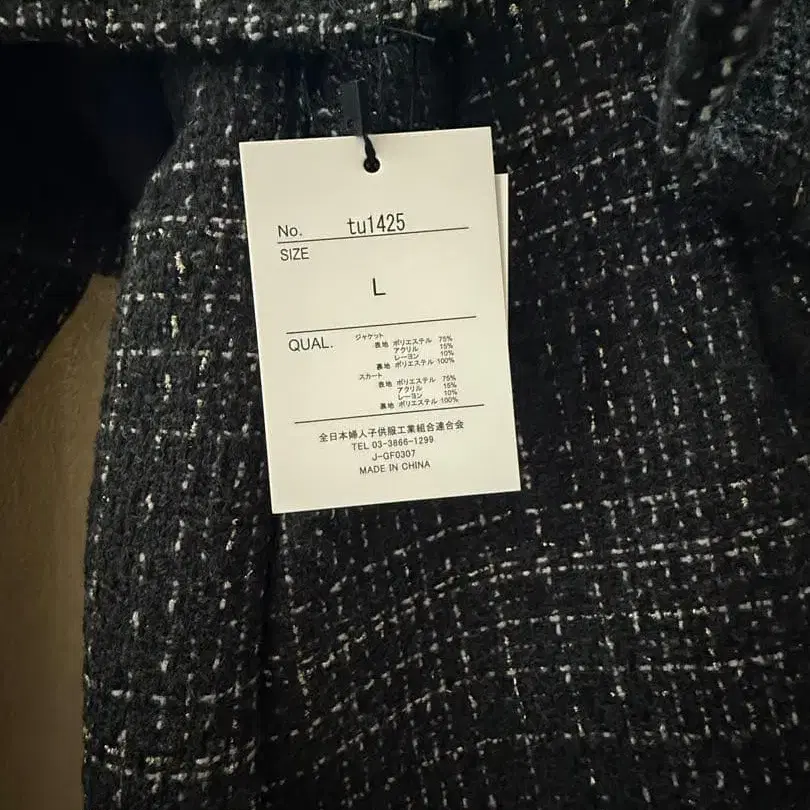 No. tu1425
SIZE
L
QUAL.
ジャケット
表地 ポリエステル 75%
アクリル 15%
レーヨン 10%
裏地 ポリエステル 100%
スカート
表地 ポリエステル 75%
アクリル 15%
レーヨン 10%
裏地 ポリエステル 100%
全日本婦人子供服工業組合連合会
TEL 03-3866-1299
J-GF0307
MADE IN CHINA